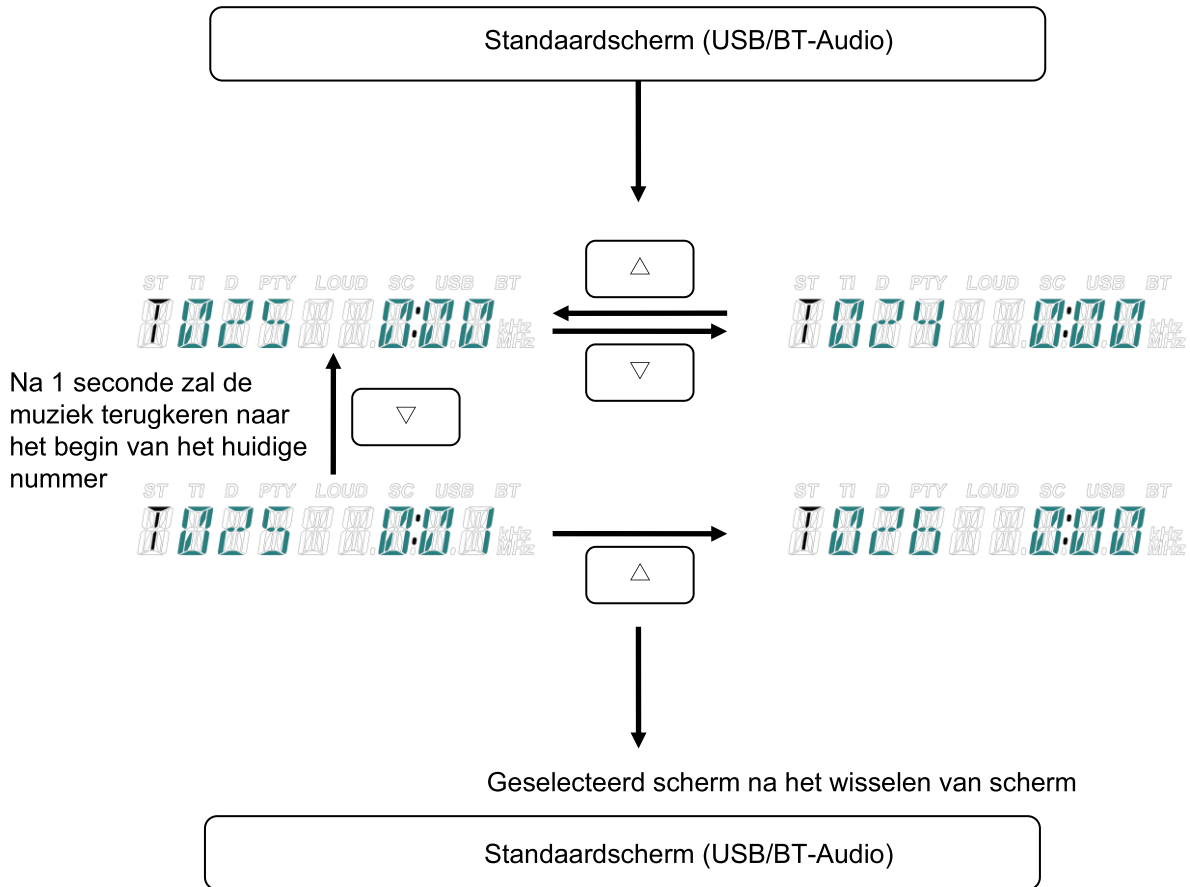 Standaardscherm (USB/BT-Audio)
△
ST TI D PTY LOUD SC USB BT
T025 0:00 kHz MHz
ST TI D PTY LOUD SC USB BT
T024 0:00 kHz MHz
▽
Na 1 seconde zal de
muziek terugkeren naar
het begin van het huidige
nummer
▽
ST TI D PTY LOUD SC USB BT
T025 0:01 kHz MHz
ST TI D PTY LOUD SC USB BT
T026 0:00 kHz MHz
△
Geselecteerd scherm na het wisselen van scherm
Standaardscherm (USB/BT-Audio)